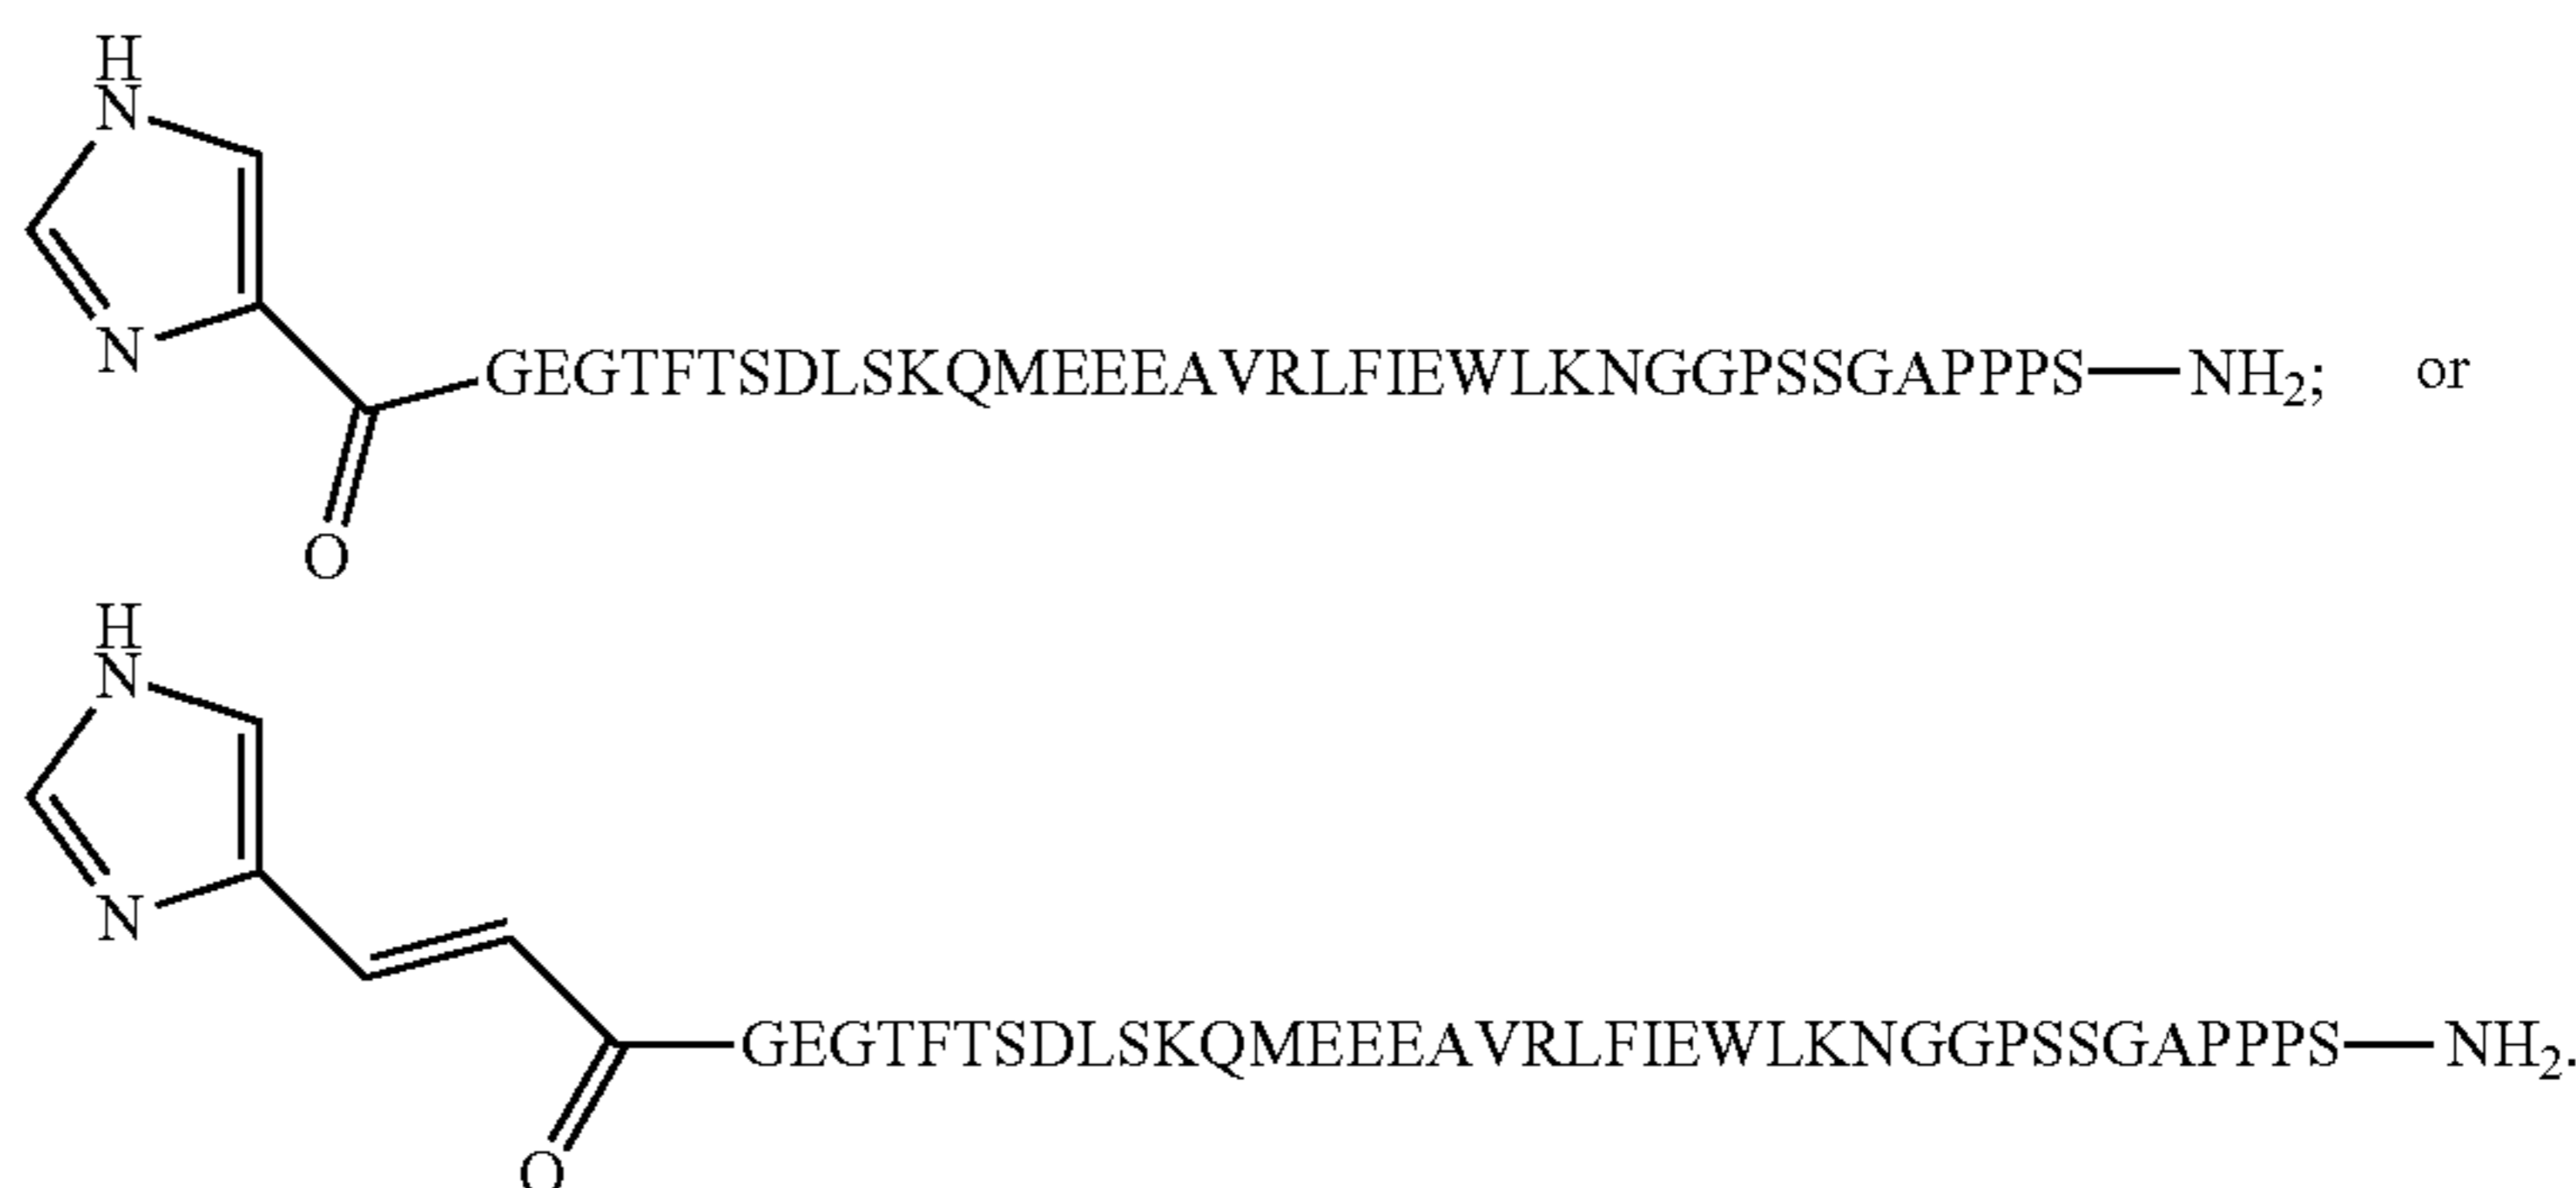 H
N
N
GEGTFTSDLSKQMEEEAVRLFIEWLKNGGPSSGAPPPS—NH₂; or
O
H
N
N
GEGTFTSDLSKQMEEEAVRLFIEWLKNGGPSSGAPPPS—NH₂.
O